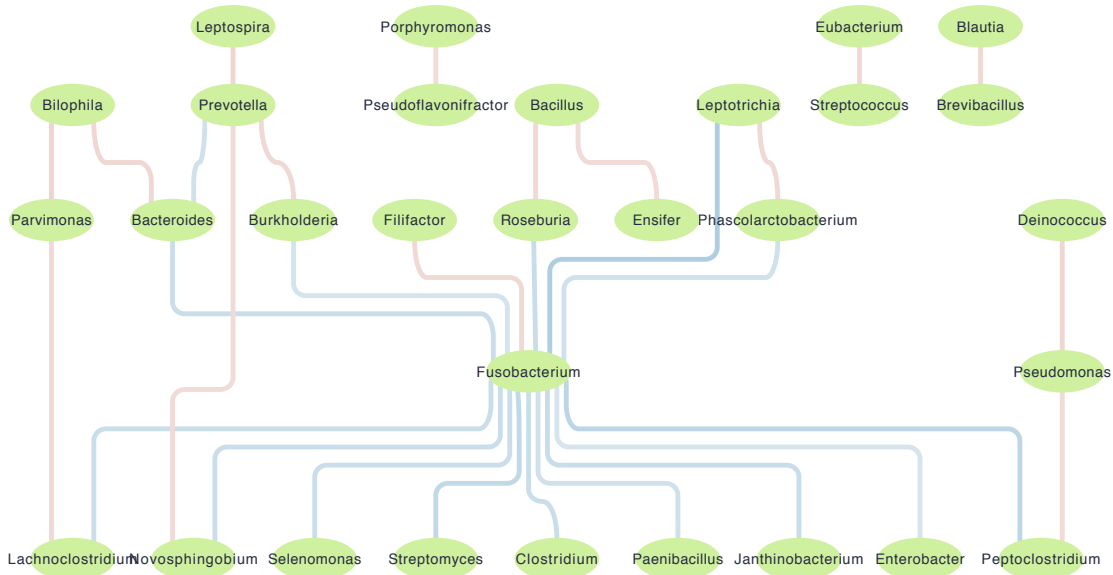 Leptospira
Porphyromonas
Eubacterium
Blautia
Bilophila
Prevotella
Pseudoflavonifractor
Bacillus
Leptotrichia
Streptococcus
Brevibacillus
Parvimonas
Bacteroides
Burkholderia
Filifactor
Roseburia
Ensifer
Phascolarctobacterium
Deinococcus
Fusobacterium
Pseudomonas
Lachnoclostridium
Novosphingobium
Selenomonas
Streptomyces
Clostridium
Paenibacillus
Janthinobacterium
Enterobacter
Peptoclostridium